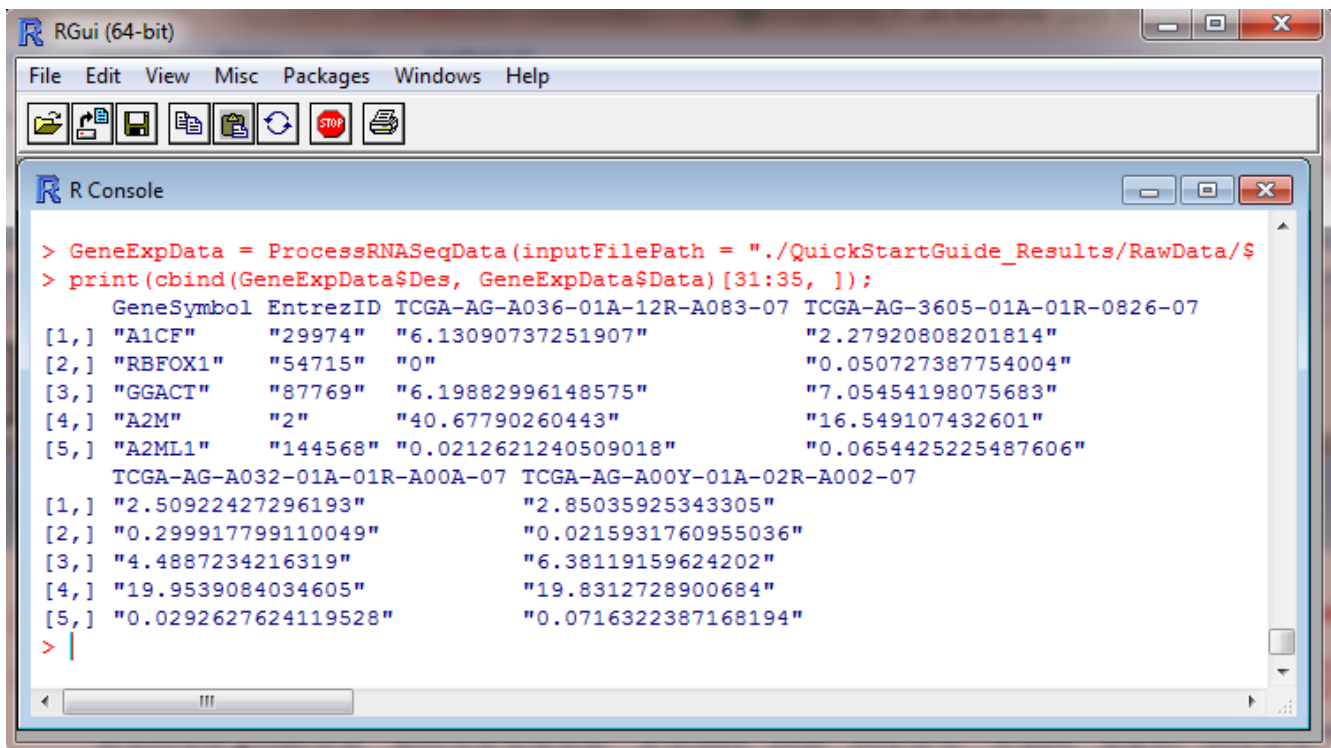 RGui (64-bit)
File Edit View Misc Packages Windows Help
STOP
R Console
> GeneExpData = ProcessRNASeqData(inputFilePath = "./QuickStartGuide_Results/RawData/$
> print(cbind(GeneExpData$Des, GeneExpData$Data)[31:35, ]);
GeneSymbol EntrezID TCGA-AG-A036-01A-12R-A083-07 TCGA-AG-3605-01A-01R-0826-07
[1,] "A1CF" "29974" "6.13090737251907" "2.27920808201814"
[2,] "RBFOX1" "54715" "0" "0.050727387754004"
[3,] "GGACT" "87769" "6.19882996148575" "7.05454198075683"
[4,] "A2M" "2" "40.67790260443" "16.549107432601"
[5,] "A2ML1" "144568" "0.0212621240509018" "0.0654425225487606"
TCGA-AG-A032-01A-01R-A00A-07 TCGA-AG-A00Y-01A-02R-A002-07
[1,] "2.50922427296193" "2.85035925343305"
[2,] "0.299917799110049" "0.0215931760955036"
[3,] "4.4887234216319" "6.38119159624202"
[4,] "19.9539084034605" "19.8312728900684"
[5,] "0.0292627624119528" "0.0716322387168194"
>